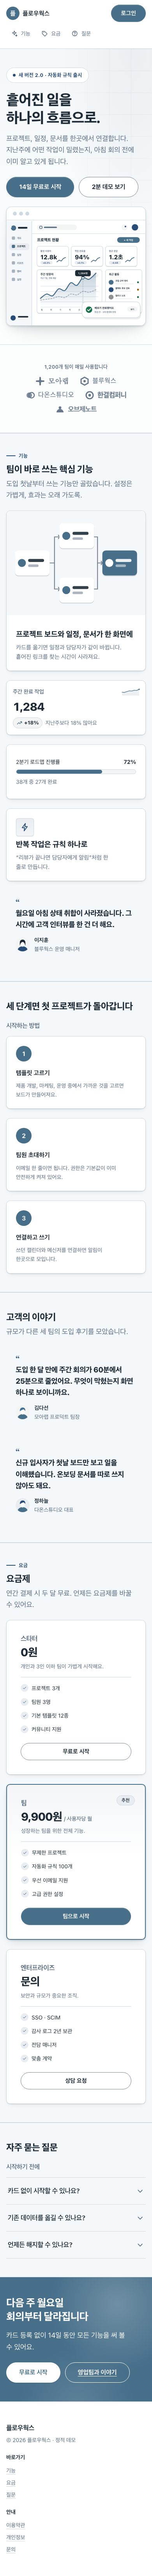 플 플로우웍스
로그인
기능
요금
질문
새 버전 2.0 · 자동화 규칙 출시
흩어진 일을
하나의 흐름으로.
프로젝트, 일정, 문서를 한곳에서 다룹니다.
지난주에 어떤 작업이 밀렸는지, 아침 회의 전에
이미 알고 있게 됩니다.
14일 무료로 시작
2분 데모 보기
프로젝트 현황
12.8k
94%
1.2초
1,200개 팀이 매일 사용합니다
모아랩
블루웍스
다온스튜디오
한결컴퍼니
오브제노트
기능
팀이 바로 쓰는 핵심 기능
도입 첫날부터 쓰는 기능만 골랐습니다. 설정은
가볍게, 효과는 오래 가도록.
프로젝트 보드와 일정, 문서가 한 화면에
카드를 옮기면 일정과 담당자가 같이 바뀝니다.
흩어진 링크를 찾는 시간이 사라져요.
주간 완료 작업
1,284
+18%
지난주보다 18% 많아요
2분기 로드맵 진행률
72%
38개 중 27개 완료
반복 작업은 규칙 하나로
"리뷰가 끝나면 담당자에게 알림"처럼 한
줄로 만듭니다.
“
월요일 아침 상태 취합이 사라졌습니다. 그
시간에 고객 인터뷰를 한 건 더 해요.
이지훈
블루웍스 운영 매니저
세 단계면 첫 프로젝트가 돌아갑니다
시작하는 방법
1
템플릿 고르기
제품 개발, 마케팅, 운영 중에서 가까운 것을 고르면
보드가 만들어져요.
2
팀원 초대하기
이메일 한 줄이면 됩니다. 권한은 기본값이 이미
안전하게 켜져 있어요.
3
연결하고 쓰기
쓰던 캘린더와 메신저를 연결하면 알림이
한곳으로 모입니다.
고객의 이야기
규모가 다른 세 팀의 도입 후기를 모았습니다.
“
도입 한 달 만에 주간 회의가 60분에서
25분으로 줄었어요. 무엇이 막혔는지 화면
하나로 보이니까요.
김다선
모아랩 프로덕트 팀장
“
신규 입사자가 첫날 보드만 보고 일을
이해했습니다. 온보딩 문서를 따로 쓰지
않아도 돼요.
정하늘
다온스튜디오 대표
요금
요금제
연간 결제 시 두 달 무료. 언제든 요금제를 바꿀
수 있어요.
스타터
0원
개인과 3인 이하 팀이 가볍게 시작해요.
프로젝트 3개
팀원 3명
기본 템플릿 12종
커뮤니티 지원
무료로 시작
팀
추천
9,900원 / 사용자당 월
성장하는 팀을 위한 전체 기능.
무제한 프로젝트
자동화 규칙 100개
우선 이메일 지원
고급 권한 설정
팀으로 시작
엔터프라이즈
문의
보안과 규모가 중요한 조직.
SSO · SCIM
감사 로그 2년 보관
전담 매니저
맞춤 계약
상담 요청
자주 묻는 질문
시작하기 전에
카드 없이 시작할 수 있나요?
기존 데이터를 옮길 수 있나요?
언제든 해지할 수 있나요?
다음 주 월요일
회의부터 달라집니다
카드 등록 없이 14일 동안 모든 기능을 써 볼
수 있어요.
무료로 시작
영업팀과 이야기
플로우웍스
© 2026 플로우웍스 · 창작 데모
바로가기
기능
요금
질문
안내
이용약관
개인정보
문의